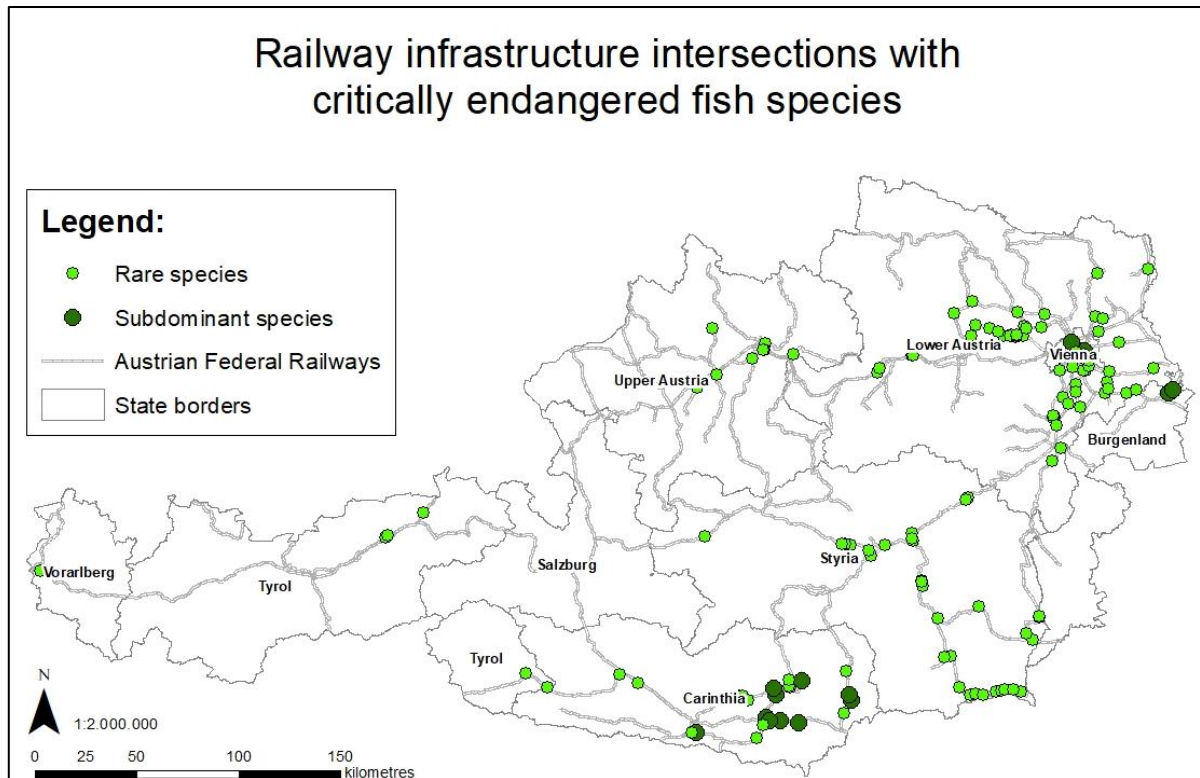 Railway infrastructure intersections with
critically endangered fish species
Legend:
Rare species
Subdominant species
Austrian Federal Railways
State borders
Lower Austria
Vienna
Upper Austria
Burgenland
Vorarlberg
Tyrol
Salzburg
Styria
Tyrol
Carinthia
N
1:2.000.000
0 25 50 100 150
kilometres